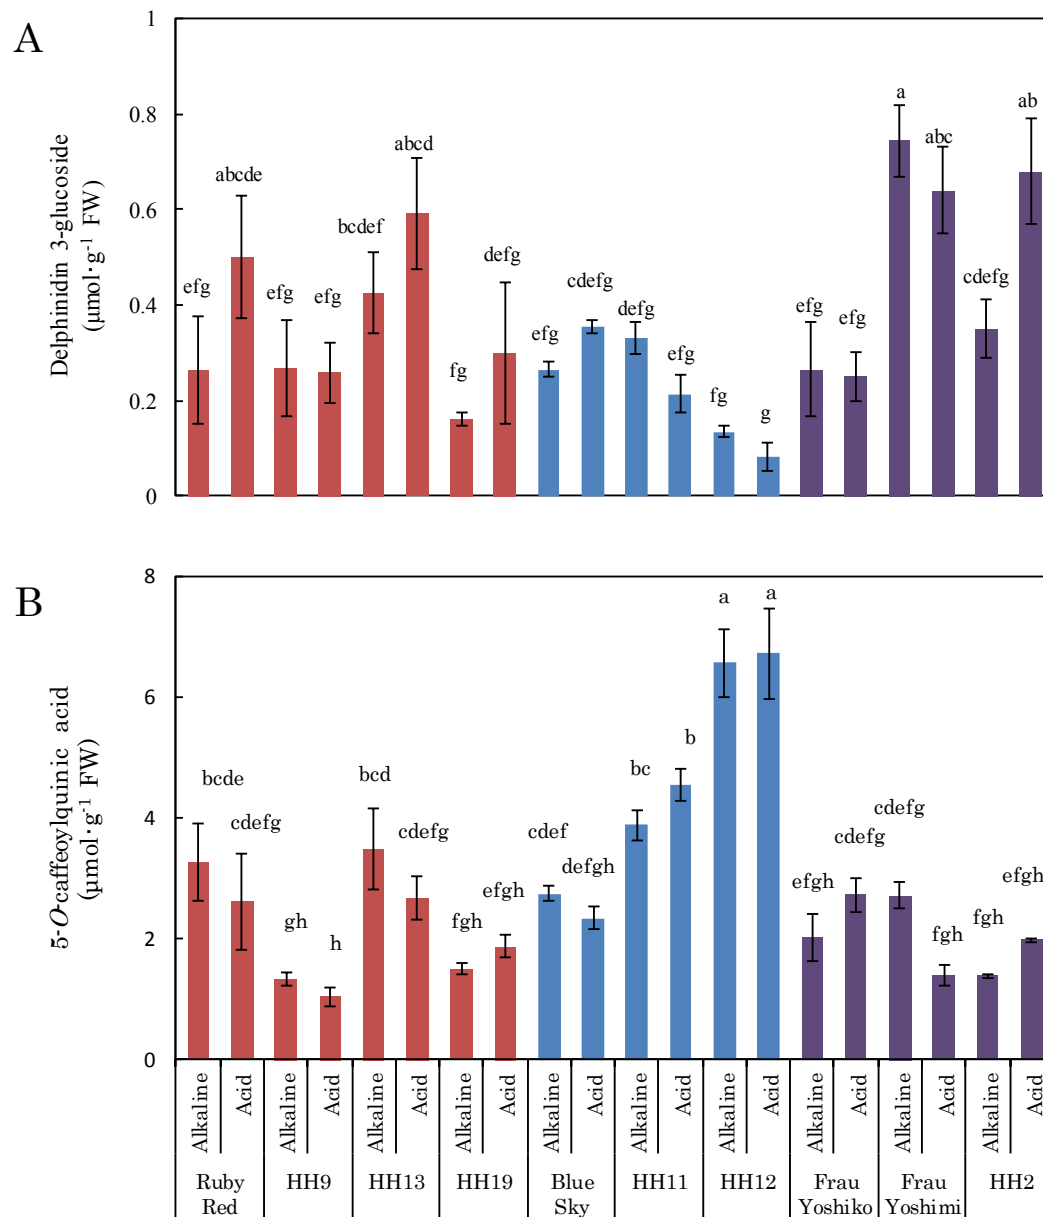 A
Delphinidin 3-glucoside
(μmol·g⁻¹ FW)
1
0.8
0.6
0.4
0.2
0
efg
abcde
efg
efg
bcdef
abcd
fg
defg
efg
cdefg
defg
efg
fg
g
efg
efg
a
abc
cdefg
ab
B
5-O-caffeoylquinic acid
(μmol·g⁻¹ FW)
8
6
4
2
0
bcde
cdefg
gh
h
bcd
cdefg
fgh
efgh
cdef
defgh
bc
b
a
a
efgh
cdefg
cdefg
fgh
fgh
efgh
Alkaline
Acid
Alkaline
Acid
Alkaline
Acid
Alkaline
Acid
Alkaline
Acid
Alkaline
Acid
Alkaline
Acid
Alkaline
Acid
Alkaline
Acid
Alkaline
Acid
Ruby
Red
HH9
HH13
HH19
Blue
Sky
HH11
HH12
Frau
Yoshiko
Frau
Yoshimi
HH2